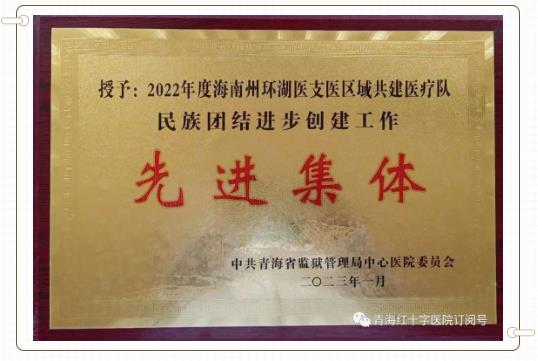 授予：2022年度海南州环湖医支医区域共建医疗队
民族团结进步创建工作
先进集体
中共青海省监狱管理局中心医院委员会
二〇二三年一月
青海红十字医院订阅号